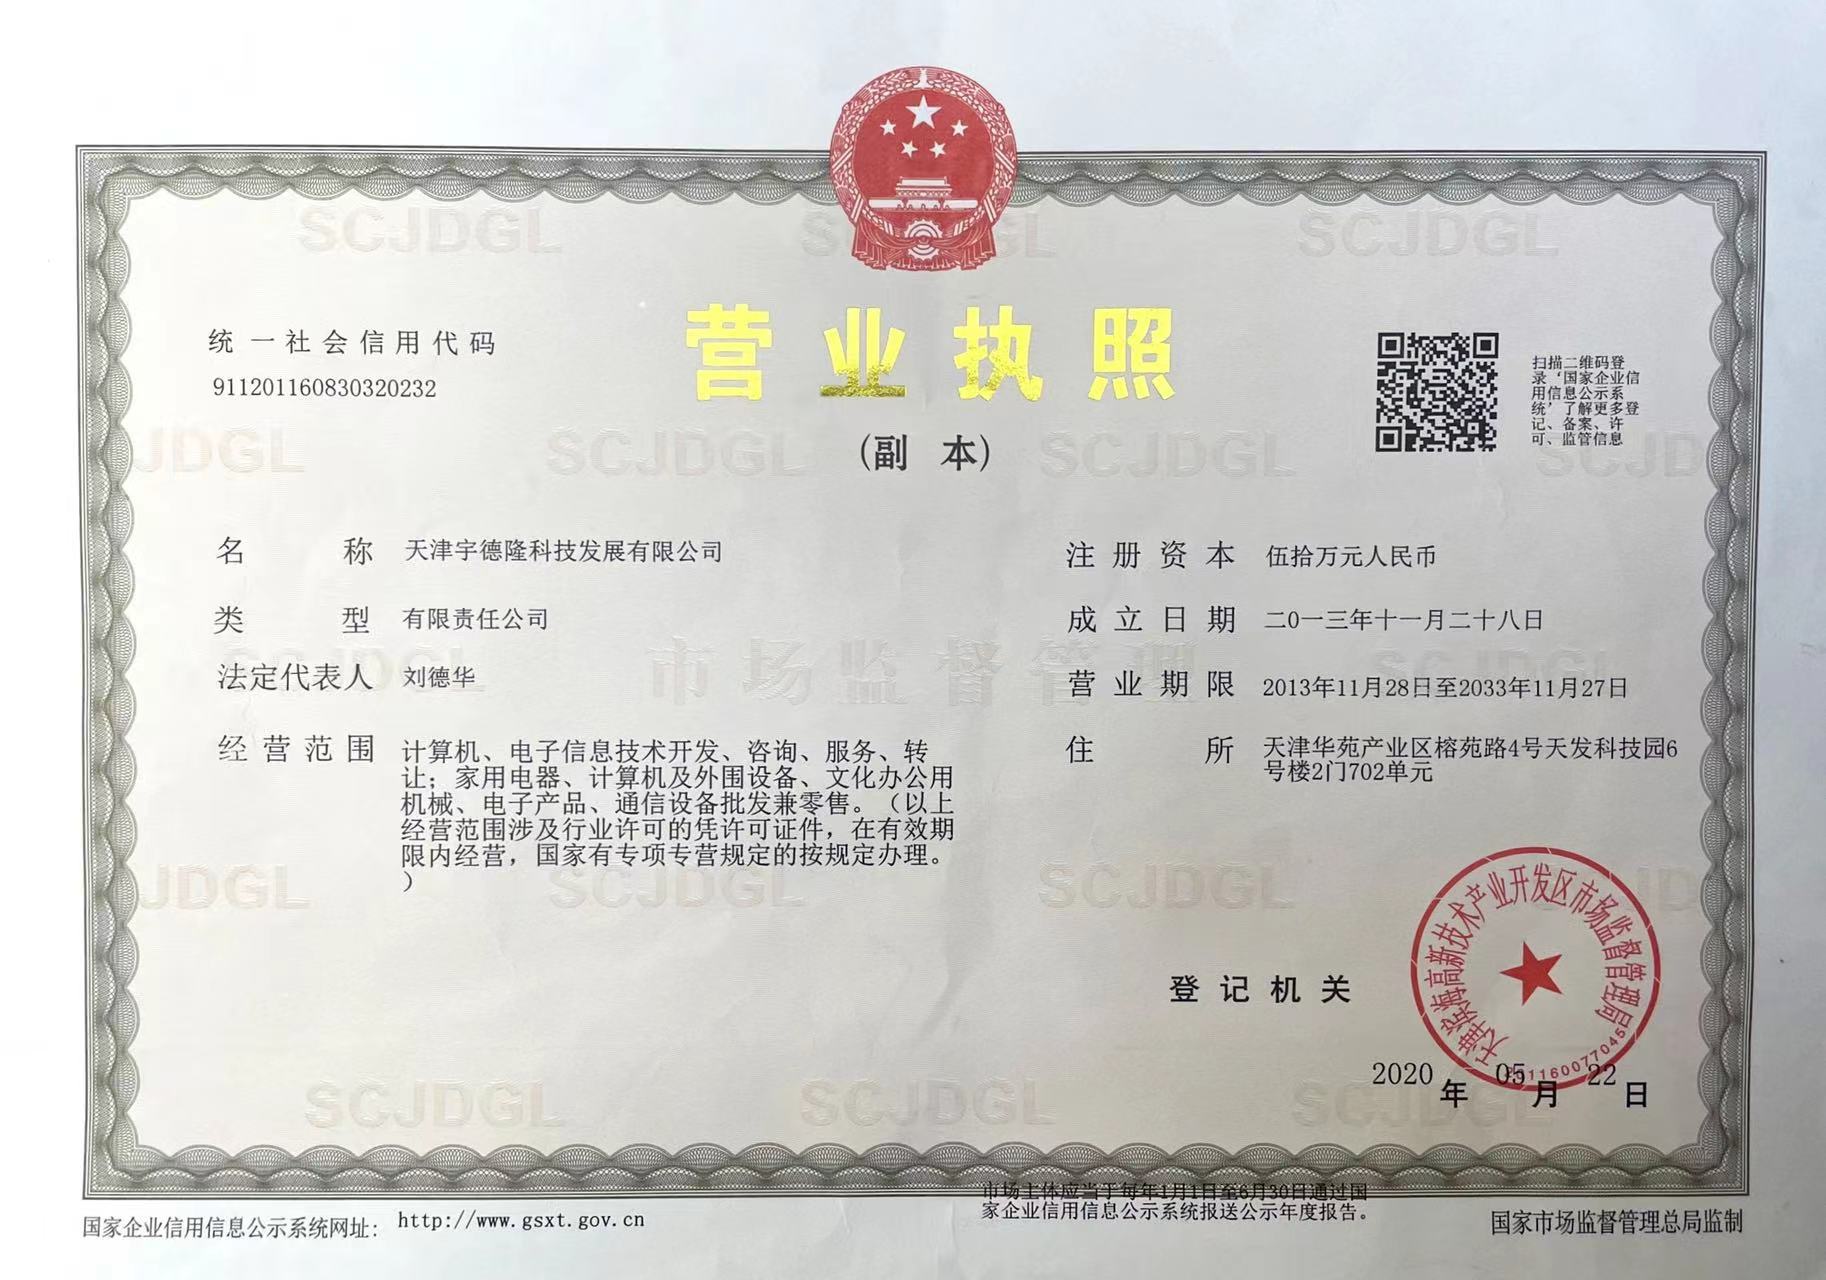 营业执照
(副 本)
统一社会信用代码
911201160830320232
扫描二维码登
录‘国家企业信
用信息公示系
统’了解更多登
记、备案、许
可、监管信息
名称 天津宇德隆科技发展有限公司
类型 有限责任公司
法定代表人 刘德华
经营范围 计算机、电子信息技术开发、咨询、服务、转
让；家用电器、计算机及外围设备、文化办公用
机械、电子产品、通信设备批发兼零售。（以上
经营范围涉及行业许可的凭许可证件，在有效期
限内经营，国家有专项专营规定的按规定办理。
）
注册资本 伍拾万元人民币
成立日期 二0一三年十一月二十八日
营业期限 2013年11月28日至2033年11月27日
住所 天津华苑产业区榕苑路4号天发科技园6
号楼2门702单元
登记机关
天津滨海高新技术产业开发区市场监督管理局
2020 年 05 月 22 日
SCJDGL
市场监督管理
国家企业信用信息公示系统网址：http://www.gsxt.gov.cn
市场主体应当于每年1月1日至6月30日通过国
家企业信用信息公示系统报送公示年度报告。
国家市场监督管理总局监制